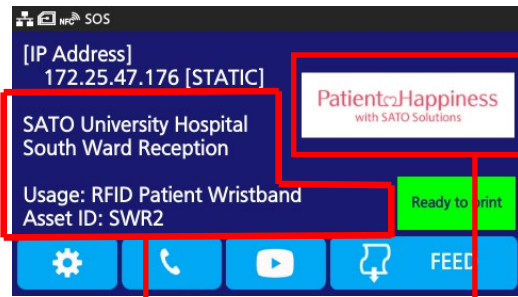 NFC SOS
[IP Address]
172.25.47.176 [STATIC]
Patient Happiness
with SATO Solutions
SATO University Hospital
South Ward Reception
Usage: RFID Patient Wristband
Asset ID: SWR2
Ready to print
FEED